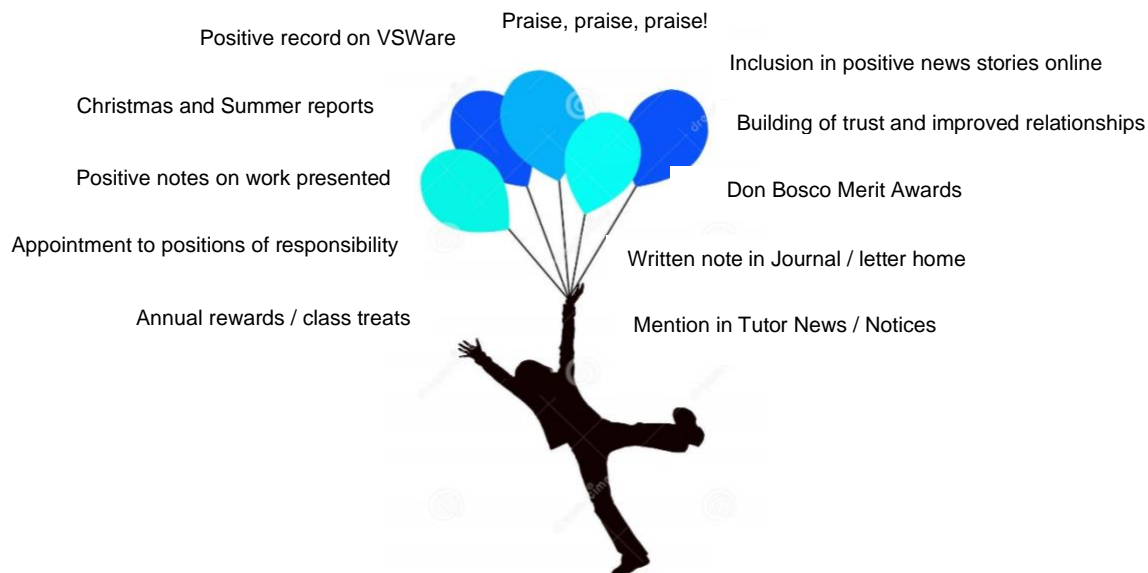 Praise, praise, praise!
Positive record on VSWare
Inclusion in positive news stories online
Christmas and Summer reports
Building of trust and improved relationships
Positive notes on work presented
Don Bosco Merit Awards
Appointment to positions of responsibility
Written note in Journal / letter home
Annual rewards / class treats
Mention in Tutor News / Notices